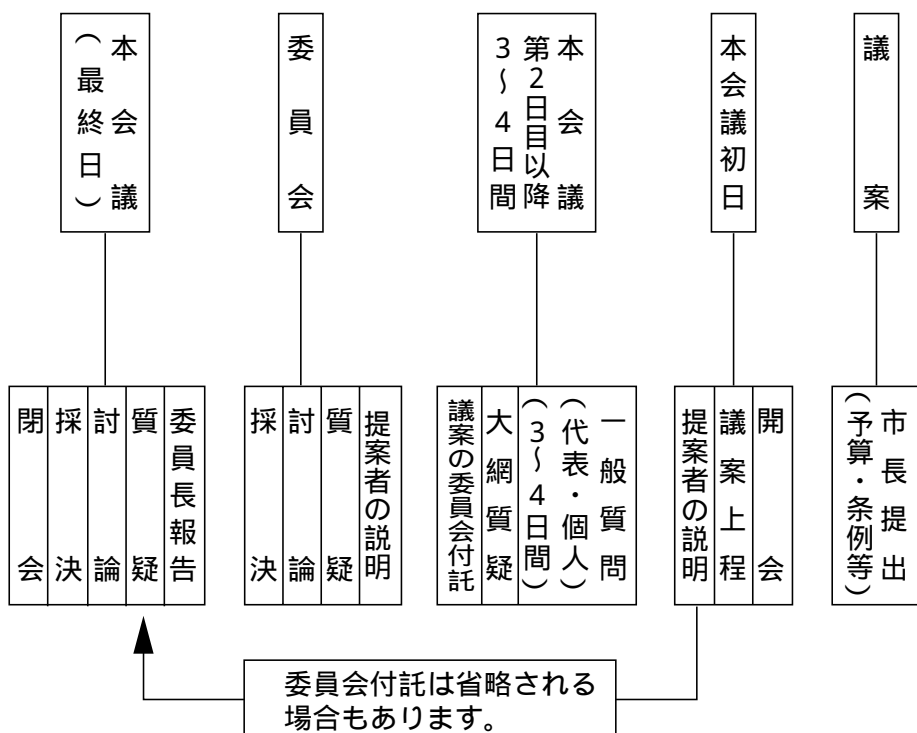 議案
本会議初日
本会議
第2日目以降
3〜4日間
委員会
本会議
(最終日)
市長提出
(予算・条例等)
開会
議案上程
提案者の説明
一般質問
(代表・個人)
(3〜4日間)
大網質疑
議案の委員会付託
提案者の説明
質疑
討論
採決
委員長報告
質疑
討論
採決
閉会
委員会付託は省略される
場合もあります。